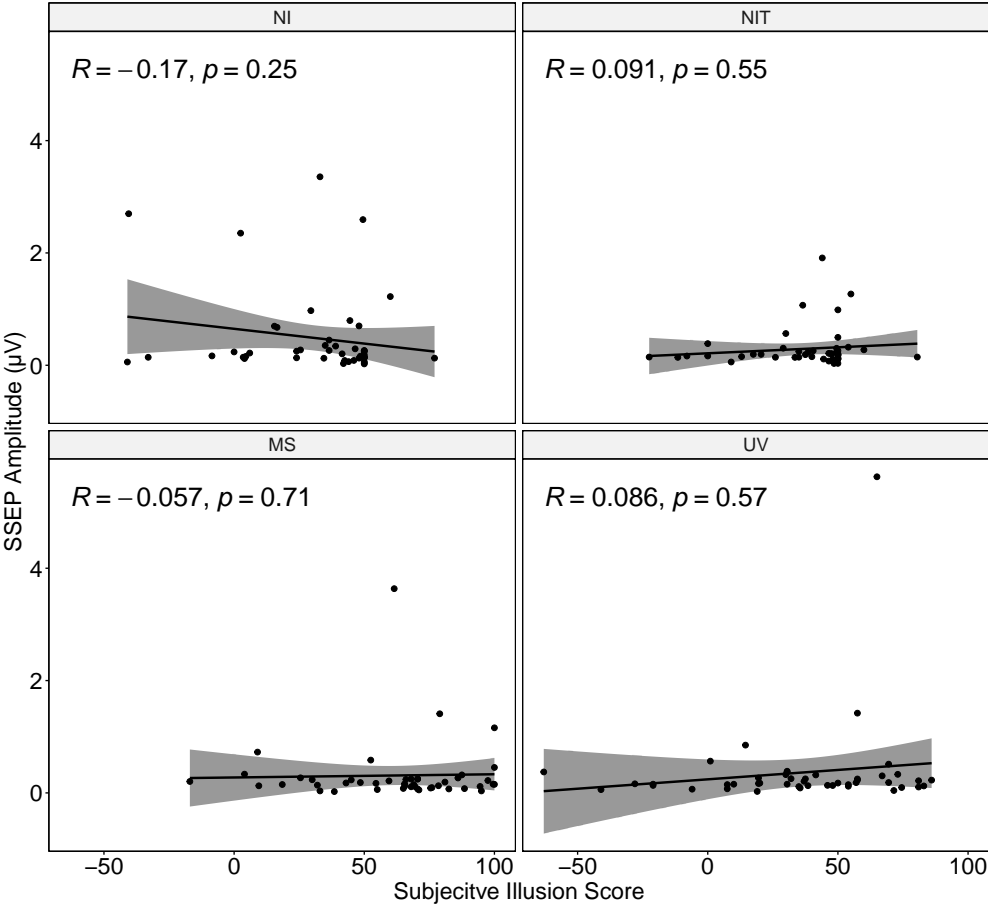 NI
NIT
R = −0.17, p = 0.25
R = 0.091, p = 0.55
4
2
0
MS
UV
R = −0.057, p = 0.71
R = 0.086, p = 0.57
4
2
0
SSEP Amplitude (μV)
−50 0 50 100 −50 0 50 100
Subjecitve Illusion Score